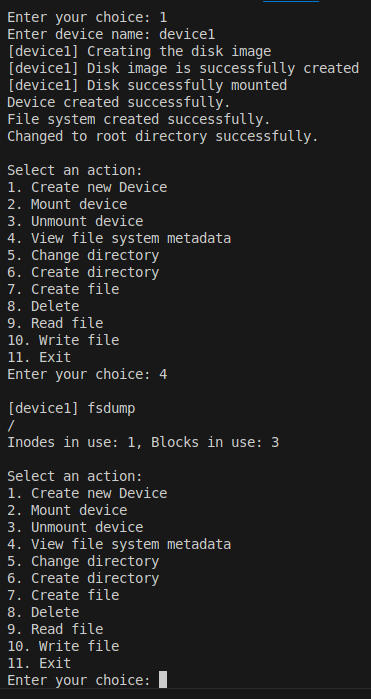 Enter your choice: 1
Enter device name: device1
[device1] Creating the disk image
[device1] Disk image is successfully created
[device1] Disk successfully mounted
Device created successfully.
File system created successfully.
Changed to root directory successfully.
Select an action:
1. Create new Device
2. Mount device
3. Unmount device
4. View file system metadata
5. Change directory
6. Create directory
7. Create file
8. Delete
9. Read file
10. Write file
11. Exit
Enter your choice: 4
[device1] fsdump
/
Inodes in use: 1, Blocks in use: 3
Select an action:
1. Create new Device
2. Mount device
3. Unmount device
4. View file system metadata
5. Change directory
6. Create directory
7. Create file
8. Delete
9. Read file
10. Write file
11. Exit
Enter your choice: